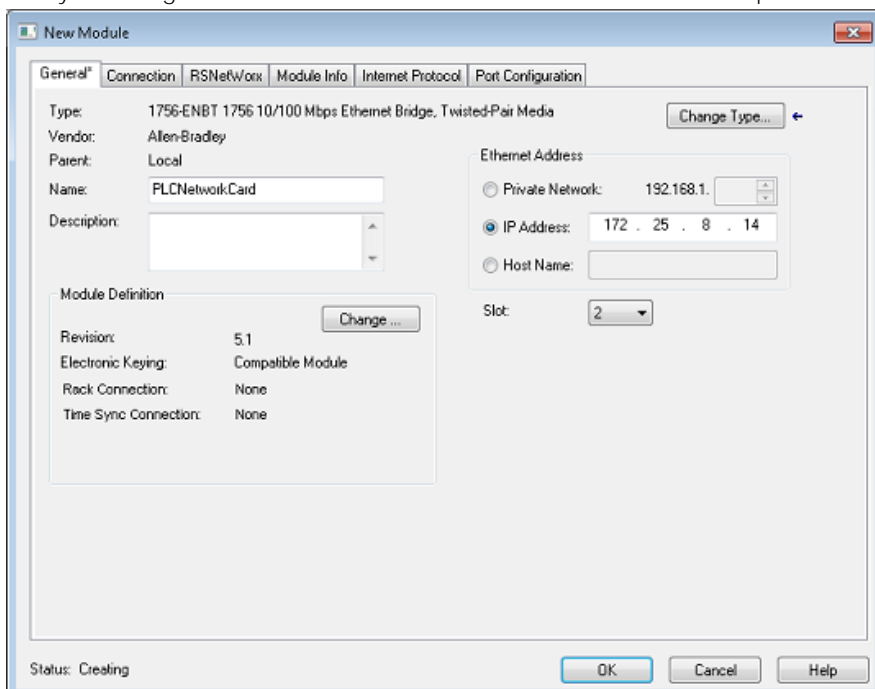 New Module
General* Connection RSNetWorx Module Info Internet Protocol Port Configuration
Type: 1756-ENBT 1756 10/100 Mbps Ethernet Bridge, Twisted-Pair Media
Change Type...
Vendor: Allen-Bradley
Parent: Local
Name: PLCNetworkCard
Description:
Ethernet Address
Private Network: 192.168.1.
IP Address: 172 . 25 . 8 . 14
Host Name:
Slot: 2
Module Definition
Change ...
Revision: 5.1
Electronic Keying: Compatible Module
Rack Connection: None
Time Sync Connection: None
Status: Creating
OK Cancel Help